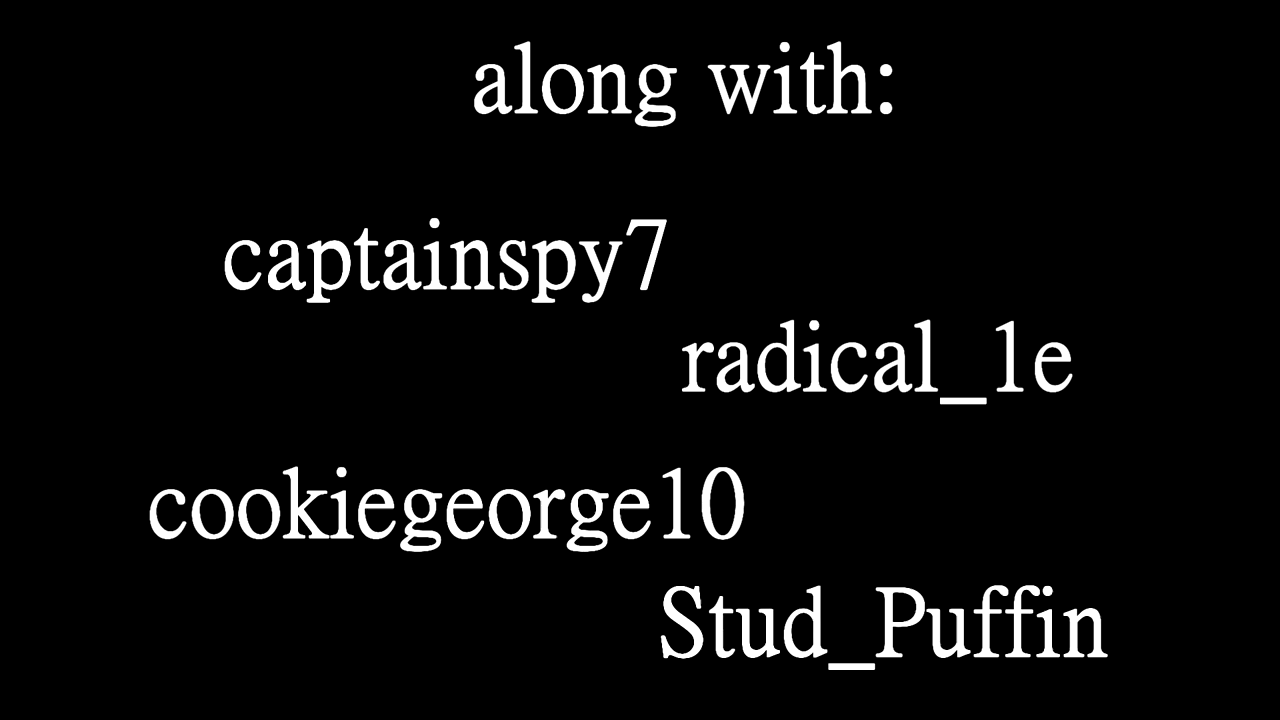 along with:
captainspy7
radical_1e
cookiegeorge10
Stud_Puffin